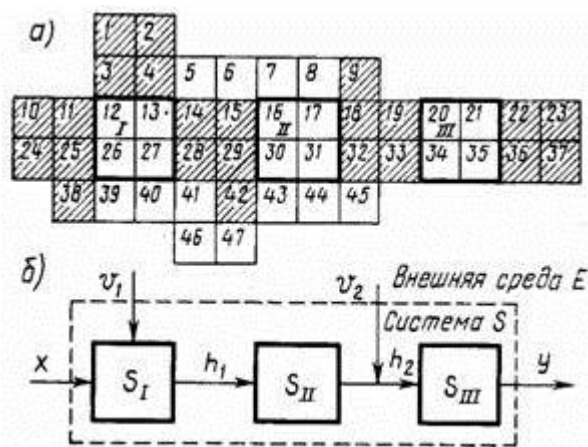 а)
1 2
3 4 5 6 7 8 9
10 11 12 13 14 15 16 17 18 19 20 21 22 23
I II III
24 25 26 27 28 29 30 31 32 33 34 35 36 37
38 39 40 41 42 43 44 45
46 47
б)
v₁ v₂ Внешняя среда E
Система S
x S_I h₁ S_II h₂ S_III y